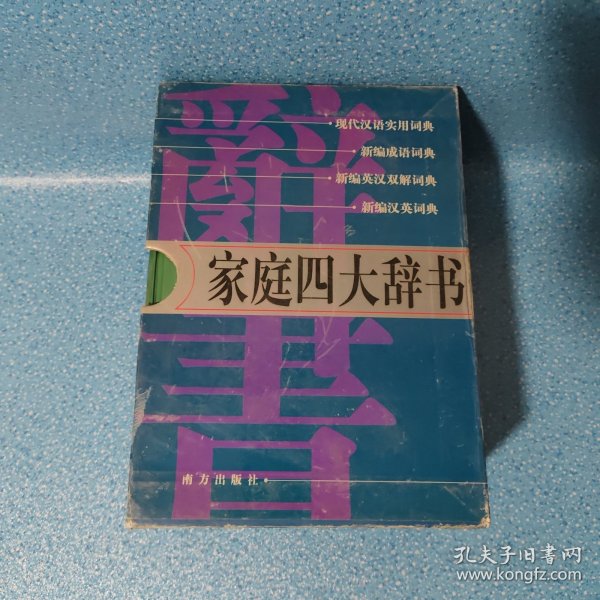 辭書
·现代汉语实用词典
·新编成语词典
·新编英汉双解词典
·新编汉英词典
家庭四大辞书
南方出版社·
孔夫子旧书网
www.kongfz.com